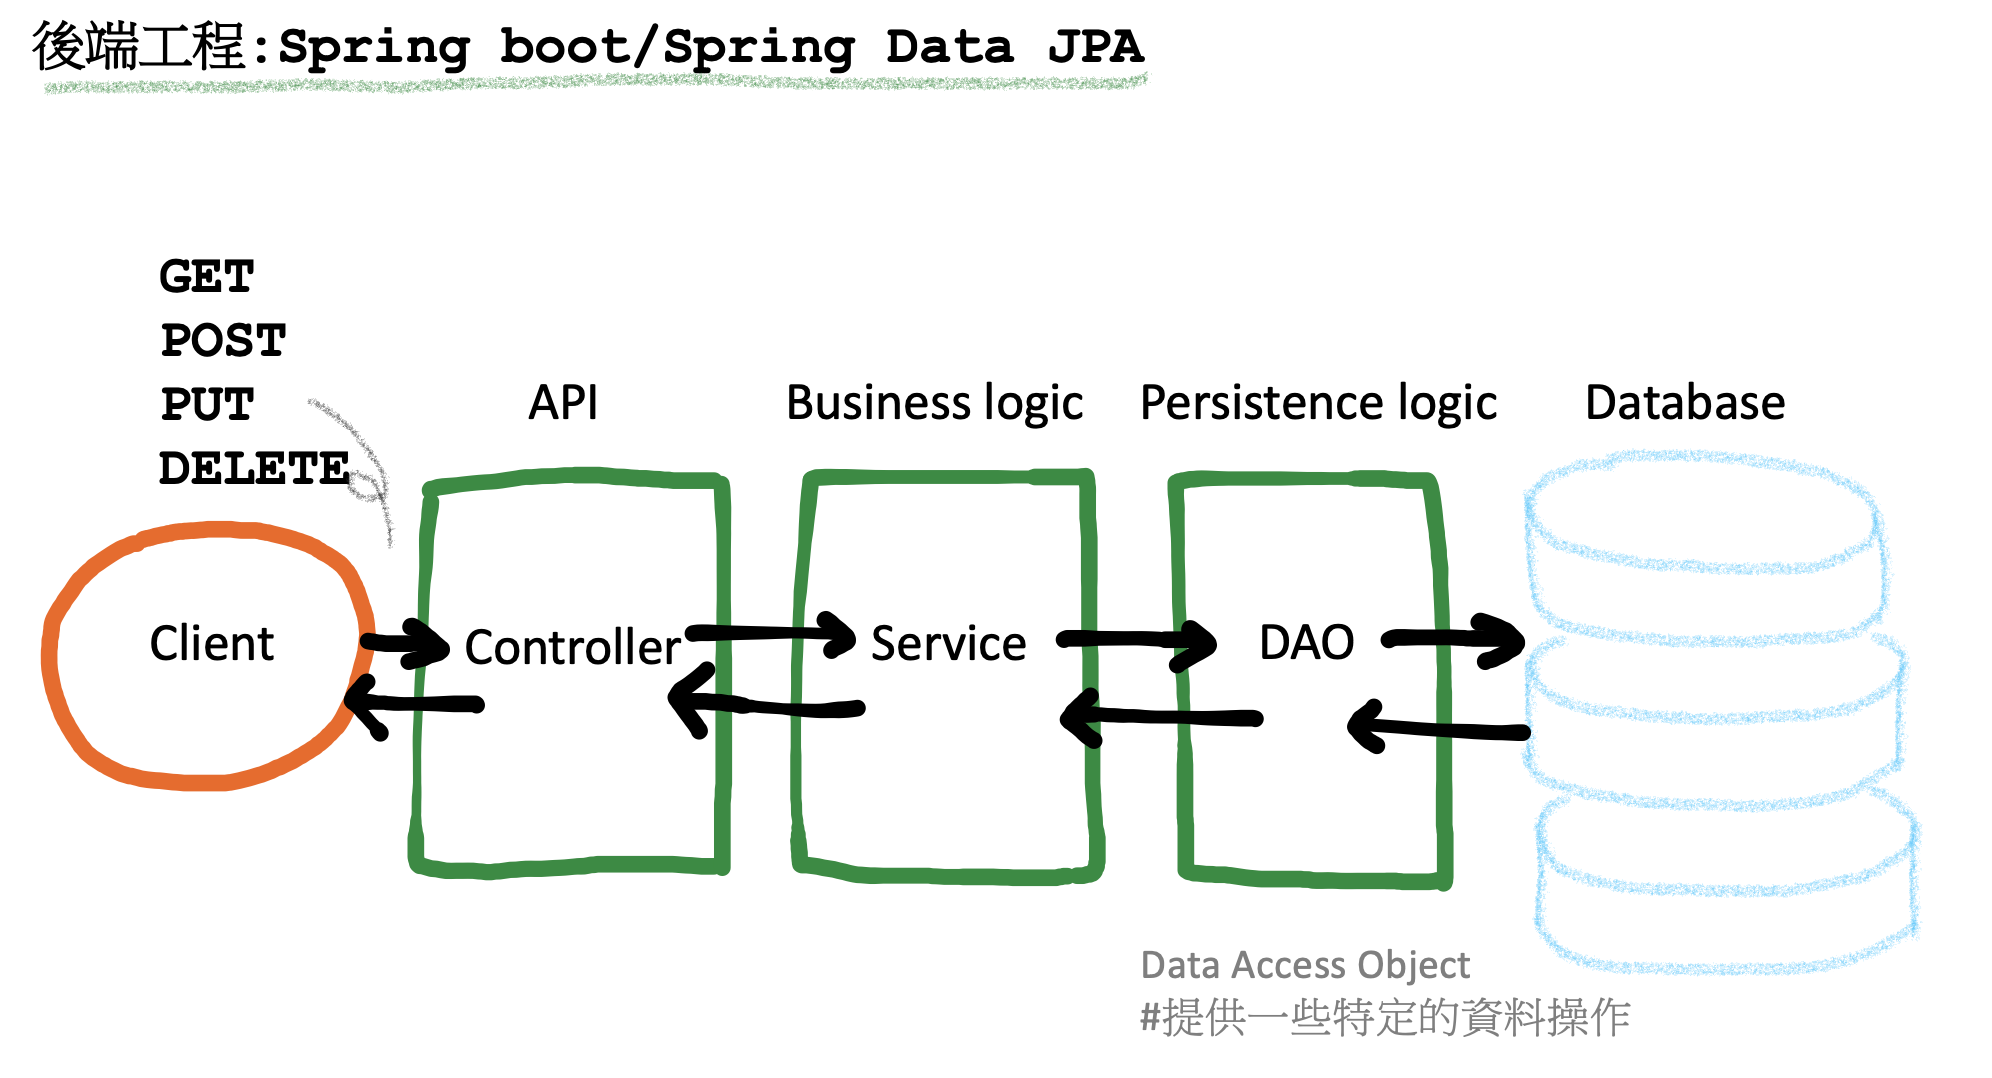 後端工程:Spring boot/Spring Data JPA
GET
POST
PUT
DELETE
API
Business logic
Persistence logic
Database
Client
Controller
Service
DAO
Data Access Object
#提供一些特定的資料操作